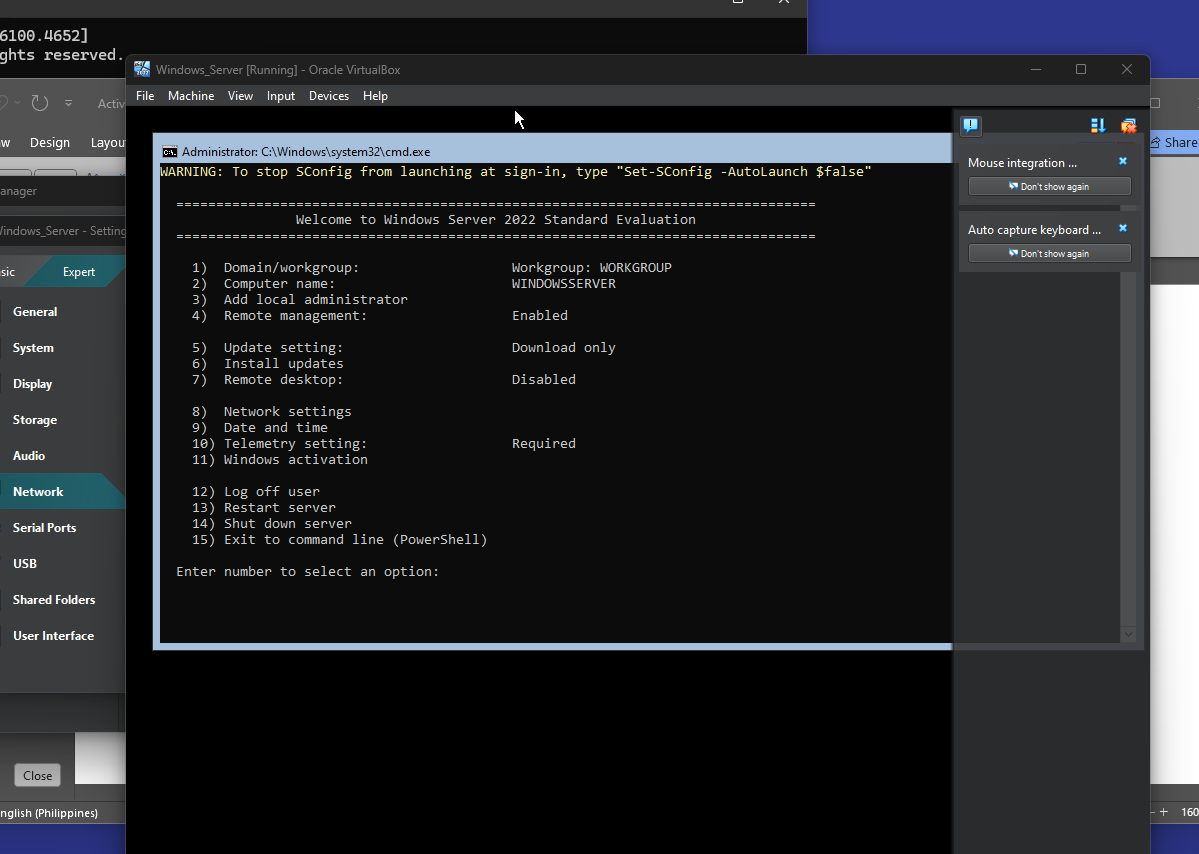 6100.4652]
ghts reserved.
Windows_Server [Running] - Oracle VirtualBox
File Machine View Input Devices Help
Activ
Design
Layou
Share
anager
indows_Server - Setting
sic
Expert
General
System
Display
Storage
Audio
Network
Serial Ports
USB
Shared Folders
User Interface
Close
nglish (Philippines)
Administrator: C:\Windows\system32\cmd.exe
WARNING: To stop SConfig from launching at sign-in, type "Set-SConfig -AutoLaunch $false"
================================================================================
Welcome to Windows Server 2022 Standard Evaluation
================================================================================
1) Domain/workgroup: Workgroup: WORKGROUP
2) Computer name: WINDOWSSERVER
3) Add local administrator
4) Remote management: Enabled
5) Update setting: Download only
6) Install updates
7) Remote desktop: Disabled
8) Network settings
9) Date and time
10) Telemetry setting: Required
11) Windows activation
12) Log off user
13) Restart server
14) Shut down server
15) Exit to command line (PowerShell)
Enter number to select an option:
Mouse integration ...
Don't show again
Auto capture keyboard ...
Don't show again
160